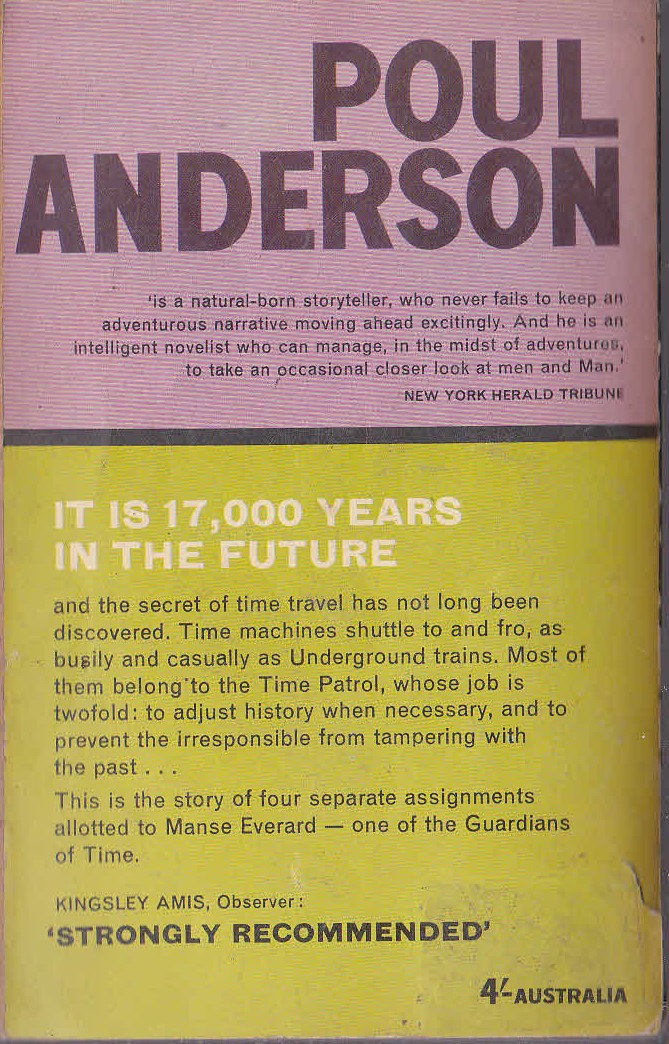 POUL
ANDERSON
'is a natural-born storyteller, who never fails to keep an
adventurous narrative moving ahead excitingly. And he is an
intelligent novelist who can manage, in the midst of adventures,
to take an occasional closer look at men and Man.'
NEW YORK HERALD TRIBUNE
IT IS 17,000 YEARS
IN THE FUTURE
and the secret of time travel has not long been
discovered. Time machines shuttle to and fro, as
busily and casually as Underground trains. Most of
them belong to the Time Patrol, whose job is
twofold: to adjust history when necessary, and to
prevent the irresponsible from tampering with
the past . . .
This is the story of four separate assignments
allotted to Manse Everard — one of the Guardians
of Time.
KINGSLEY AMIS, Observer:
'STRONGLY RECOMMENDED'
4/- AUSTRALIA